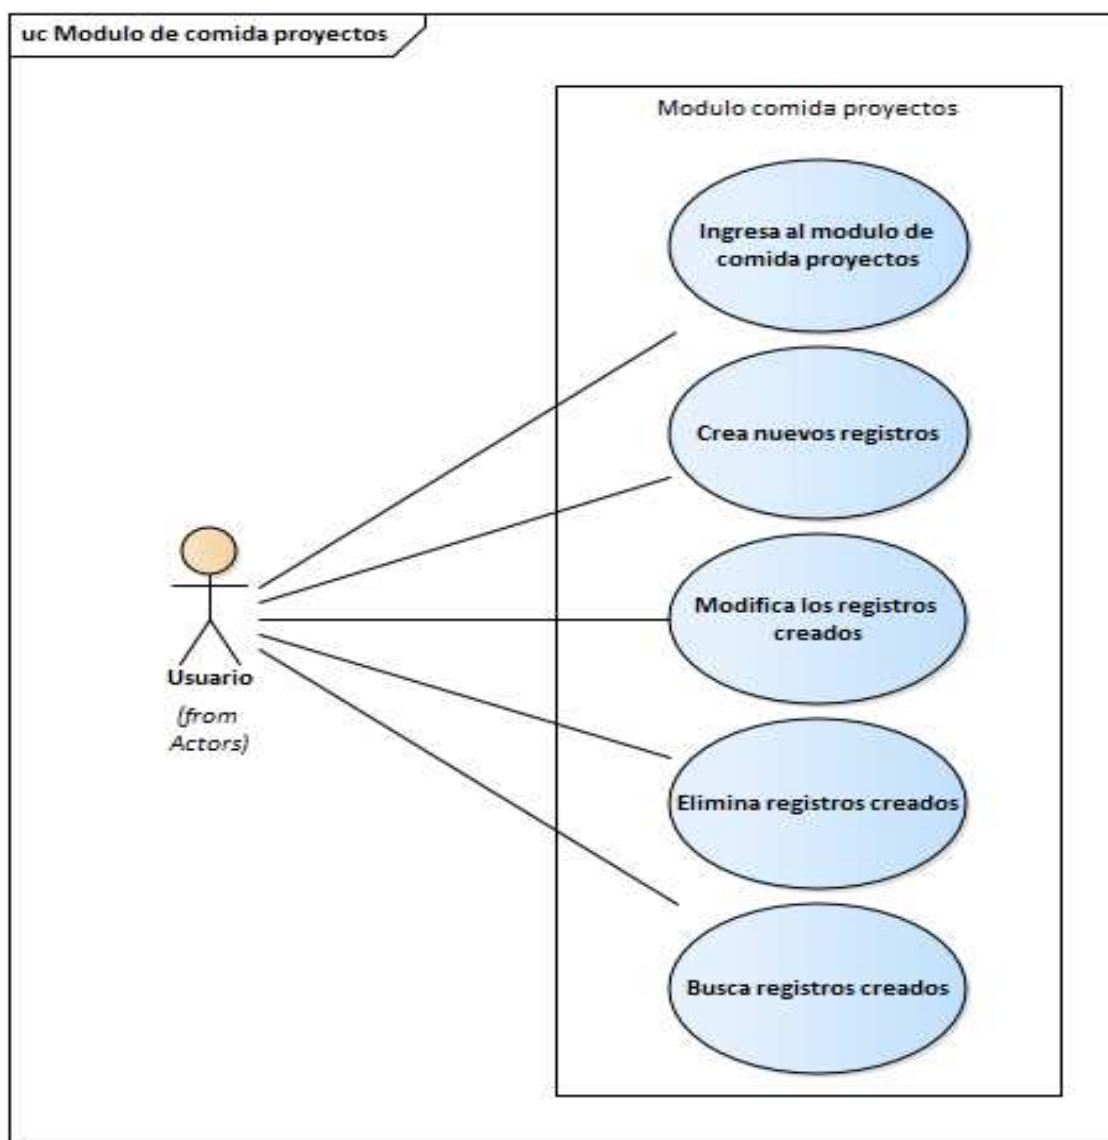 uc Modulo de comida proyectos
Modulo comida proyectos
Ingresa al modulo de
comida proyectos
Crea nuevos registros
Modifica los registros
creados
Usuario
(from
Actors)
Elimina registros creados
Busca registros creados